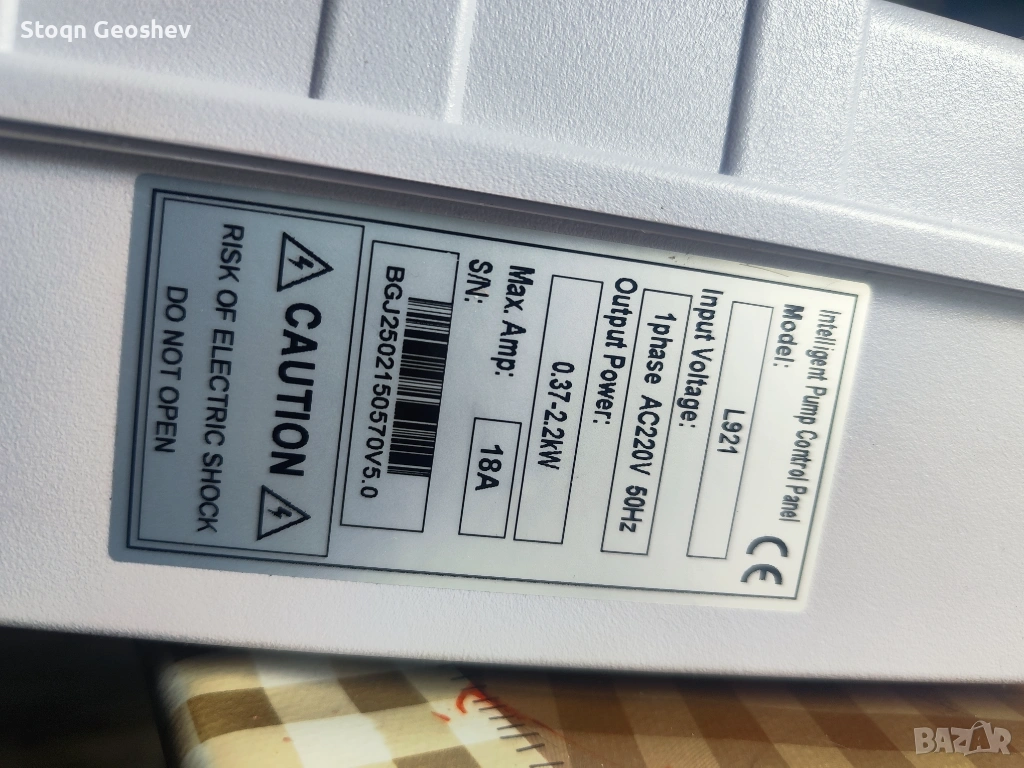 Stoqn Geoshev
Intelligent Pump Control Panel
Model:
L921
CE
Input Voltage:
1phase AC220V 50Hz
Output Power:
0.37-2.2kW
Max. Amp: 18A
S/N:
BGJ2502150570V5.0
CAUTION
RISK OF ELECTRIC SHOCK
DO NOT OPEN
BAZAR